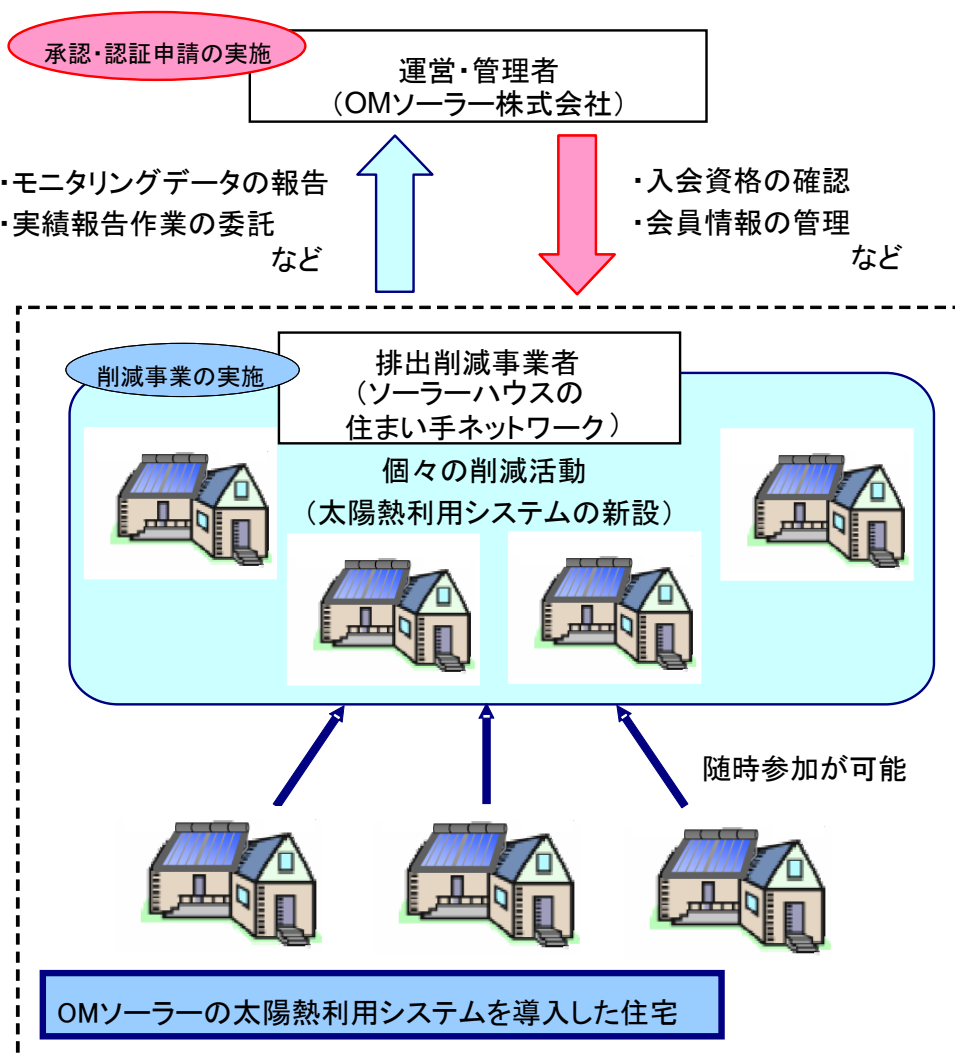 承認・認証申請の実施
運営・管理者
（OMソーラー株式会社）
・モニタリングデータの報告
・実績報告作業の委託
など
・入会資格の確認
・会員情報の管理
など
削減事業の実施
排出削減事業者
（ソーラーハウスの
住まい手ネットワーク）
個々の削減活動
（太陽熱利用システムの新設）
随時参加が可能
OMソーラーの太陽熱利用システムを導入した住宅